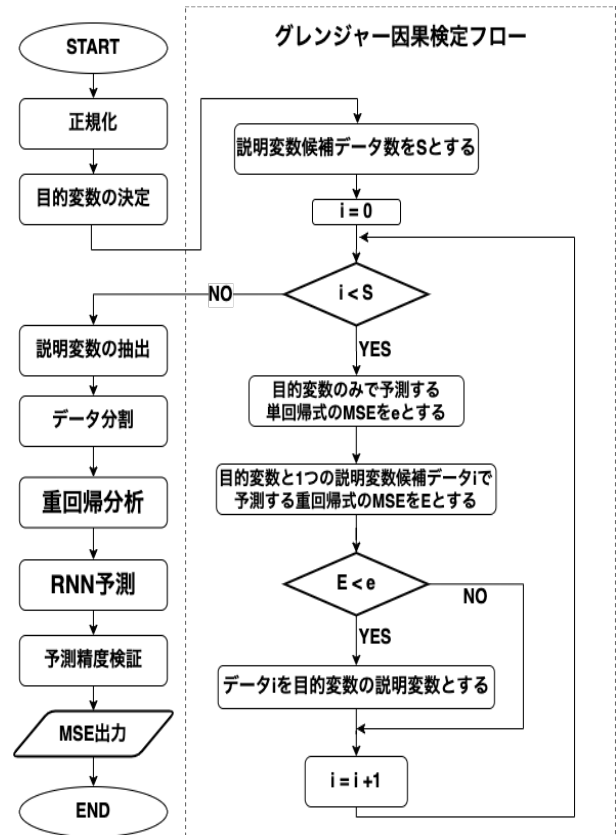 START
正規化
目的変数の決定
グレンジャー因果検定フロー
説明変数候補データ数をSとする
i = 0
i < S
NO
YES
目的変数のみで予測する
単回帰式のMSEをeとする
目的変数と1つの説明変数候補データiで
予測する重回帰式のMSEをEとする
E < e
NO
YES
データiを目的変数の説明変数とする
i = i +1
説明変数の抽出
データ分割
重回帰分析
RNN予測
予測精度検証
MSE出力
END